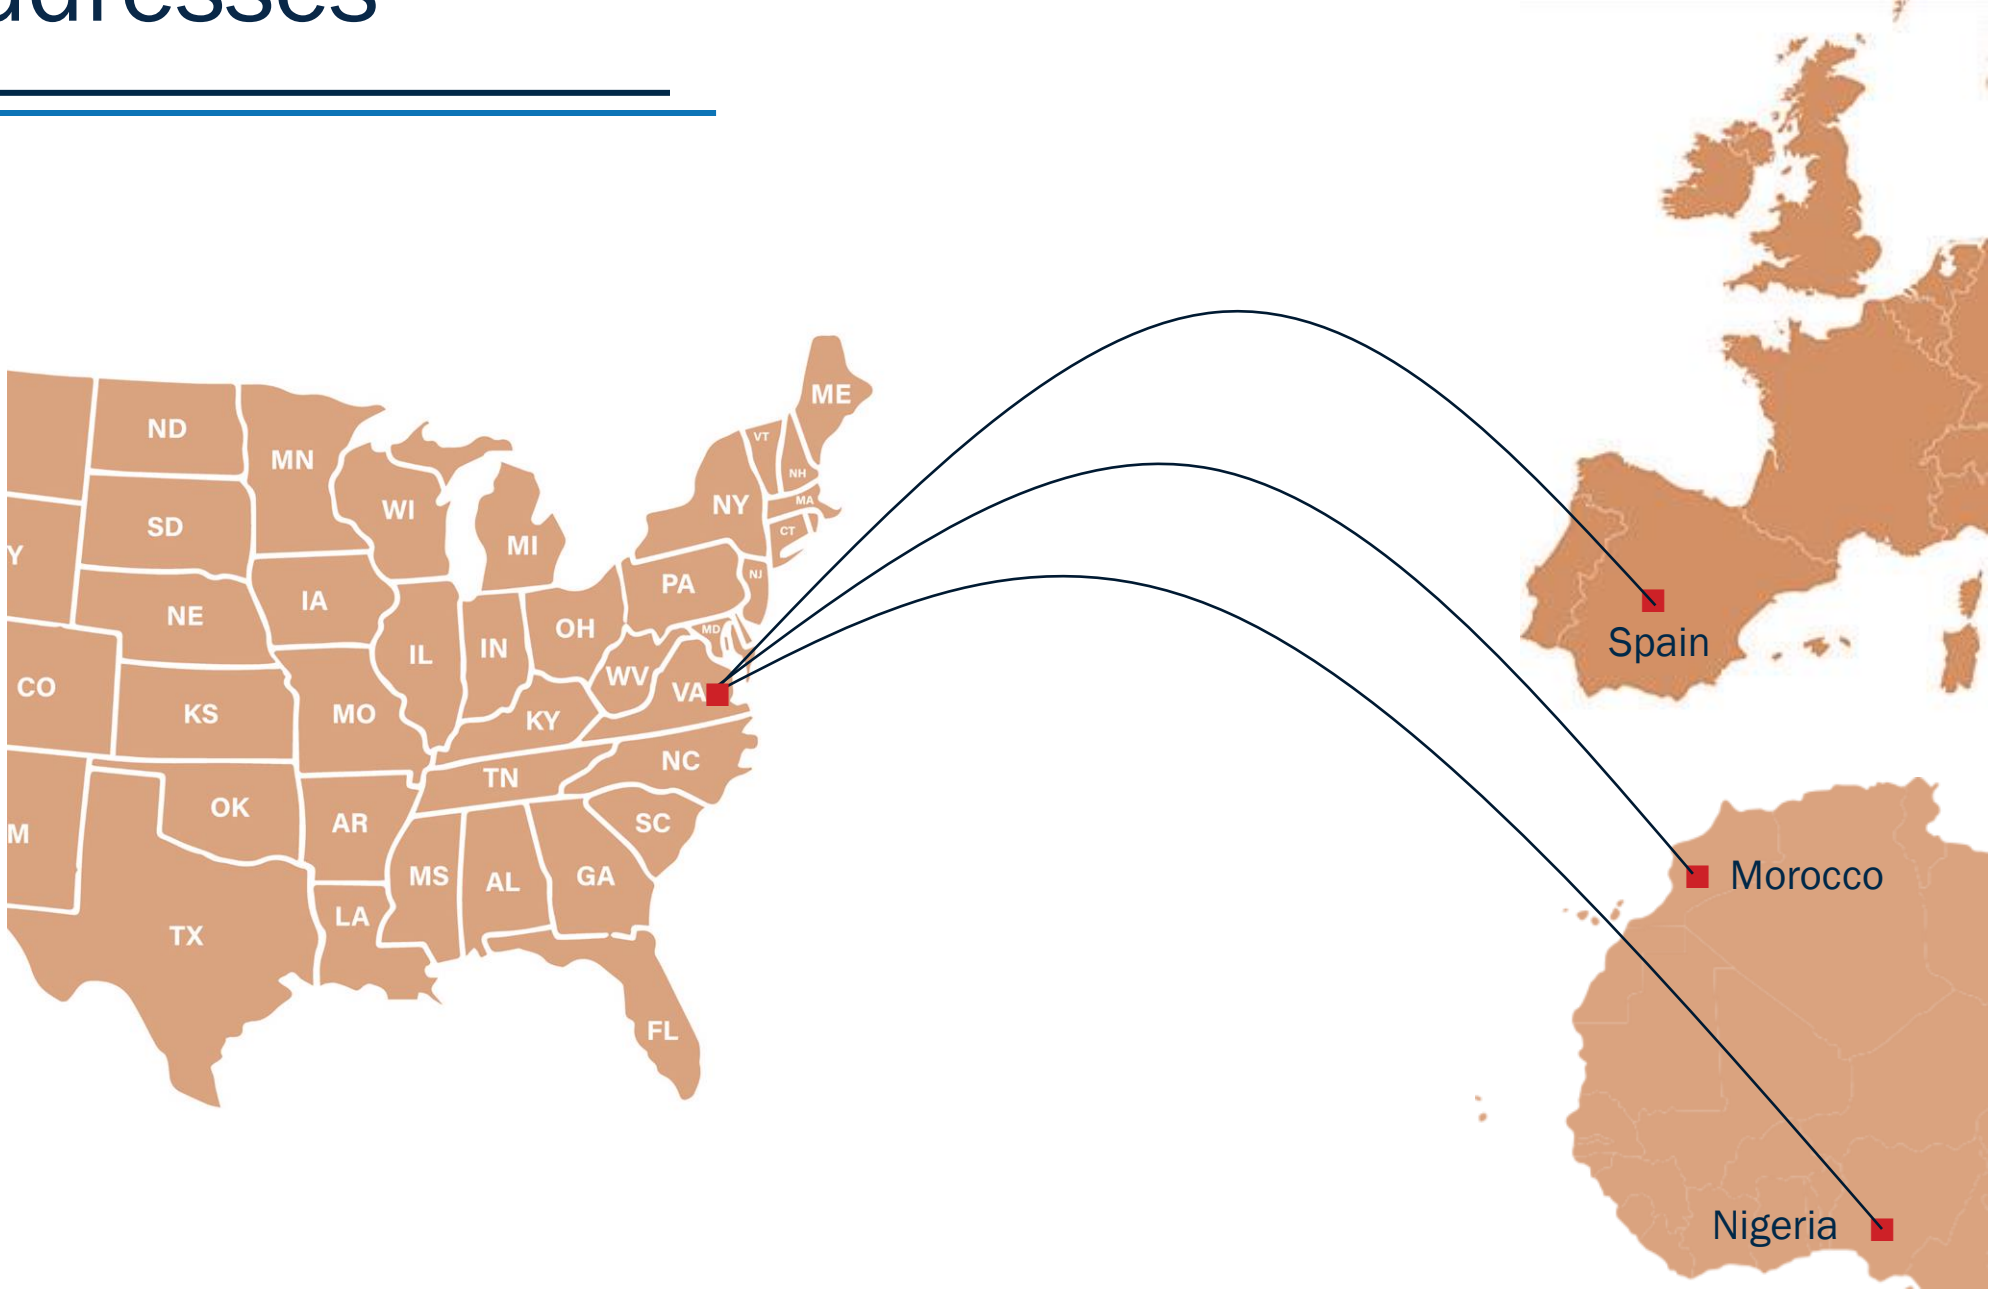 ddresses
ME
ND
VT
MN
NH
NY
MA
WI
SD
CT
MI
Y
NJ
PA
IA
NE
OH
MD
IN
IL
WV
CO
VA
KS
MO
KY
NC
TN
OK
AR
SC
M
MS
AL
GA
LA
TX
FL
Spain
Morocco
Nigeria